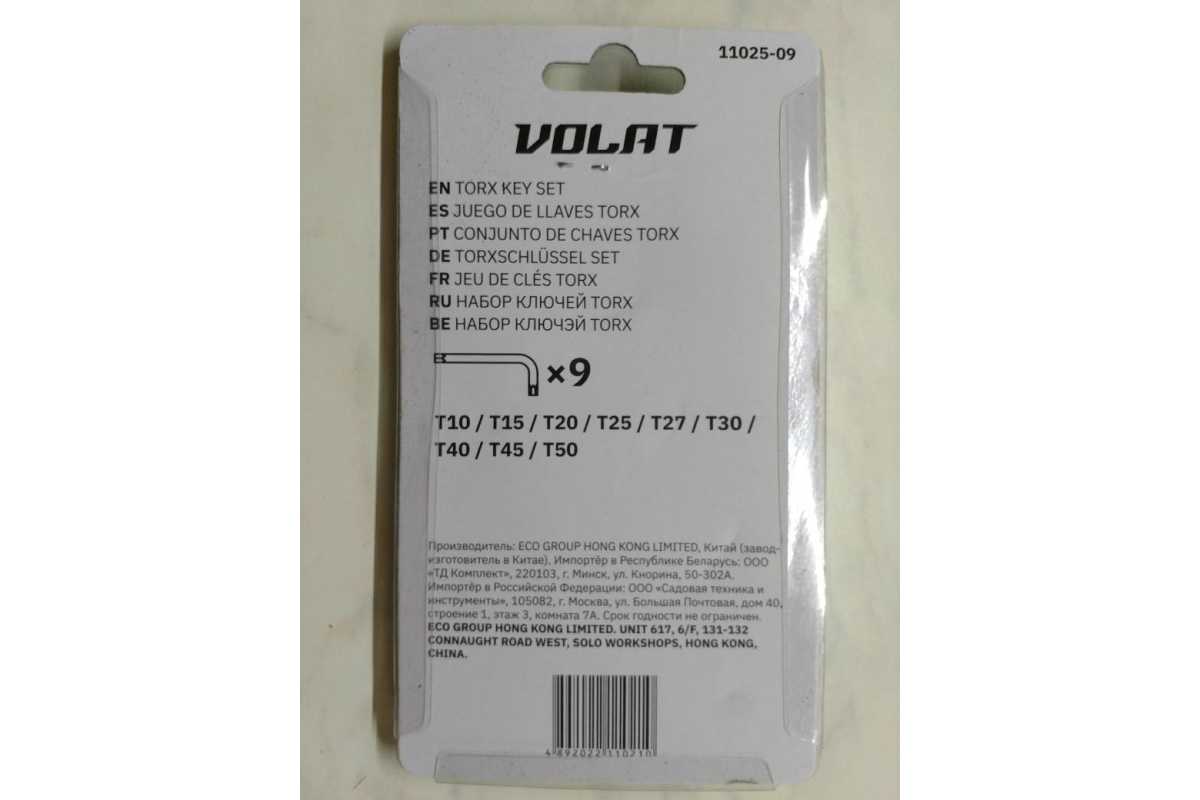 11025-09
VOLAT
EN TORX KEY SET
ES JUEGO DE LLAVES TORX
PT CONJUNTO DE CHAVES TORX
DE TORXSCHLÜSSEL SET
FR JEU DE CLÉS TORX
RU НАБОР КЛЮЧЕЙ TORX
BE НАБОР КЛЮЧЭЙ TORX
×9
T10 / T15 / T20 / T25 / T27 / T30 /
T40 / T45 / T50
Производитель: ECO GROUP HONG KONG LIMITED, Китай (завод-
изготовитель в Китае). Импортёр в Республике Беларусь: ООО
«ТД Комплект», 220103, г. Минск, ул. Кнорина, 50-302А.
Импортёр в Российской Федерации: ООО «Садовая техника и
инструменты», 105082, г. Москва, ул. Большая Почтовая, дом 40,
строение 1, этаж 3, комната 7А. Срок годности не ограничен.
ECO GROUP HONG KONG LIMITED. UNIT 617, 6/F, 131-132
CONNAUGHT ROAD WEST, SOLO WORKSHOPS, HONG KONG,
CHINA.
4 892022 110210